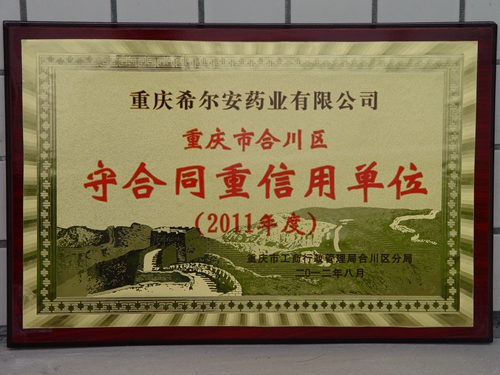 重庆希尔安药业有限公司
重庆市合川区
守合同重信用单位
(2011年度)
重庆市工商行政管理局合川区分局
二〇一二年八月